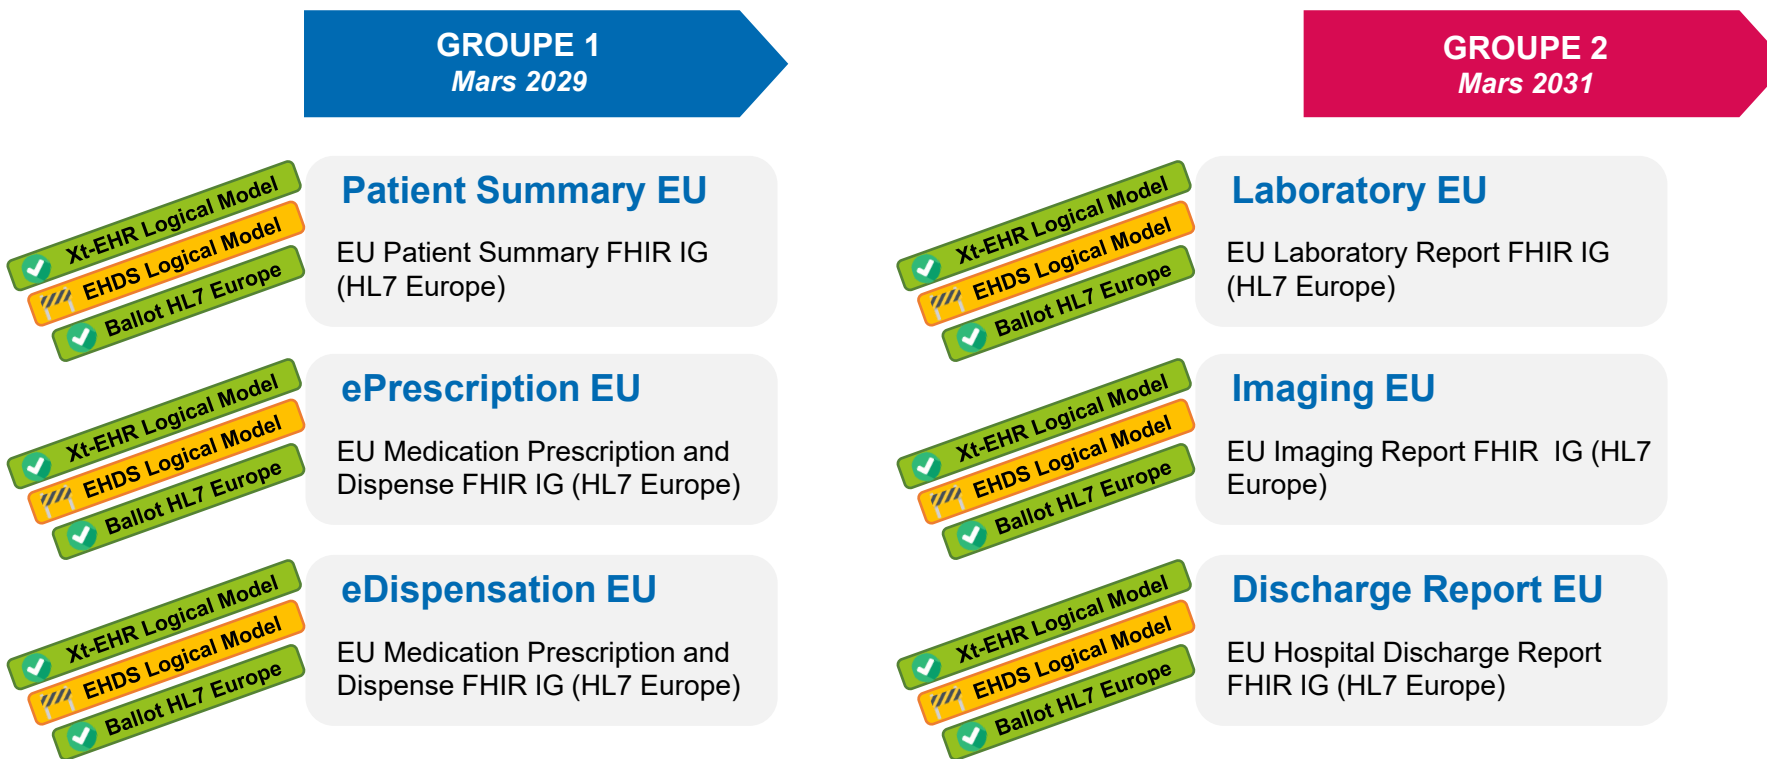 GROUPE 1
Mars 2029
GROUPE 2
Mars 2031
Xt-EHR Logical Model
EHDS Logical Model
Ballot HL7 Europe
Patient Summary EU
EU Patient Summary FHIR IG
(HL7 Europe)
Xt-EHR Logical Model
EHDS Logical Model
Ballot HL7 Europe
Laboratory EU
EU Laboratory Report FHIR IG
(HL7 Europe)
Xt-EHR Logical Model
EHDS Logical Model
Ballot HL7 Europe
ePrescription EU
EU Medication Prescription and
Dispense FHIR IG (HL7 Europe)
Xt-EHR Logical Model
EHDS Logical Model
Ballot HL7 Europe
Imaging EU
EU Imaging Report FHIR  IG (HL7
Europe)
Xt-EHR Logical Model
EHDS Logical Model
Ballot HL7 Europe
eDispensation EU
EU Medication Prescription and
Dispense FHIR IG (HL7 Europe)
Xt-EHR Logical Model
EHDS Logical Model
Ballot HL7 Europe
Discharge Report EU
EU Hospital Discharge Report
FHIR IG (HL7 Europe)